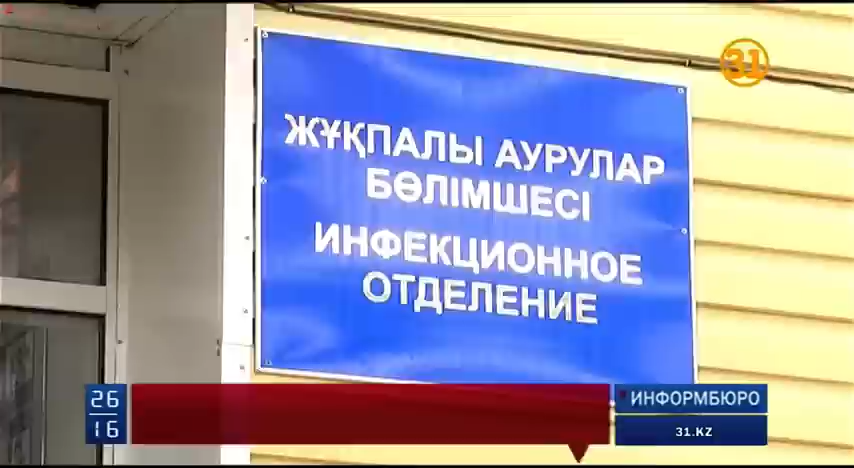 31
ЖҰҚПАЛЫ АУРУЛАР
БӨЛІМШЕСІ
ИНФЕКЦИОННОЕ
ОТДЕЛЕНИЕ
26
16
ИНФОРМБЮРО
31.KZ